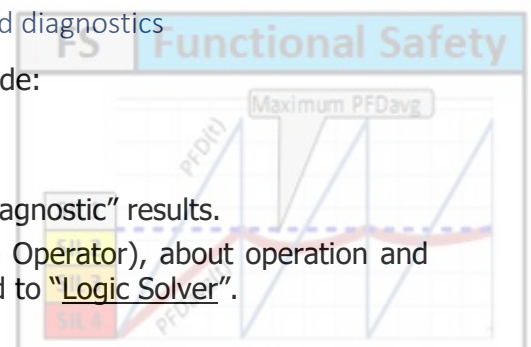 d diagnostics
FS Functional Safety
de:
Maximum PFDavg
PFD(t)
agnostic” results.
Operator), about operation and
d to “Logic Solver”.
SIL 4